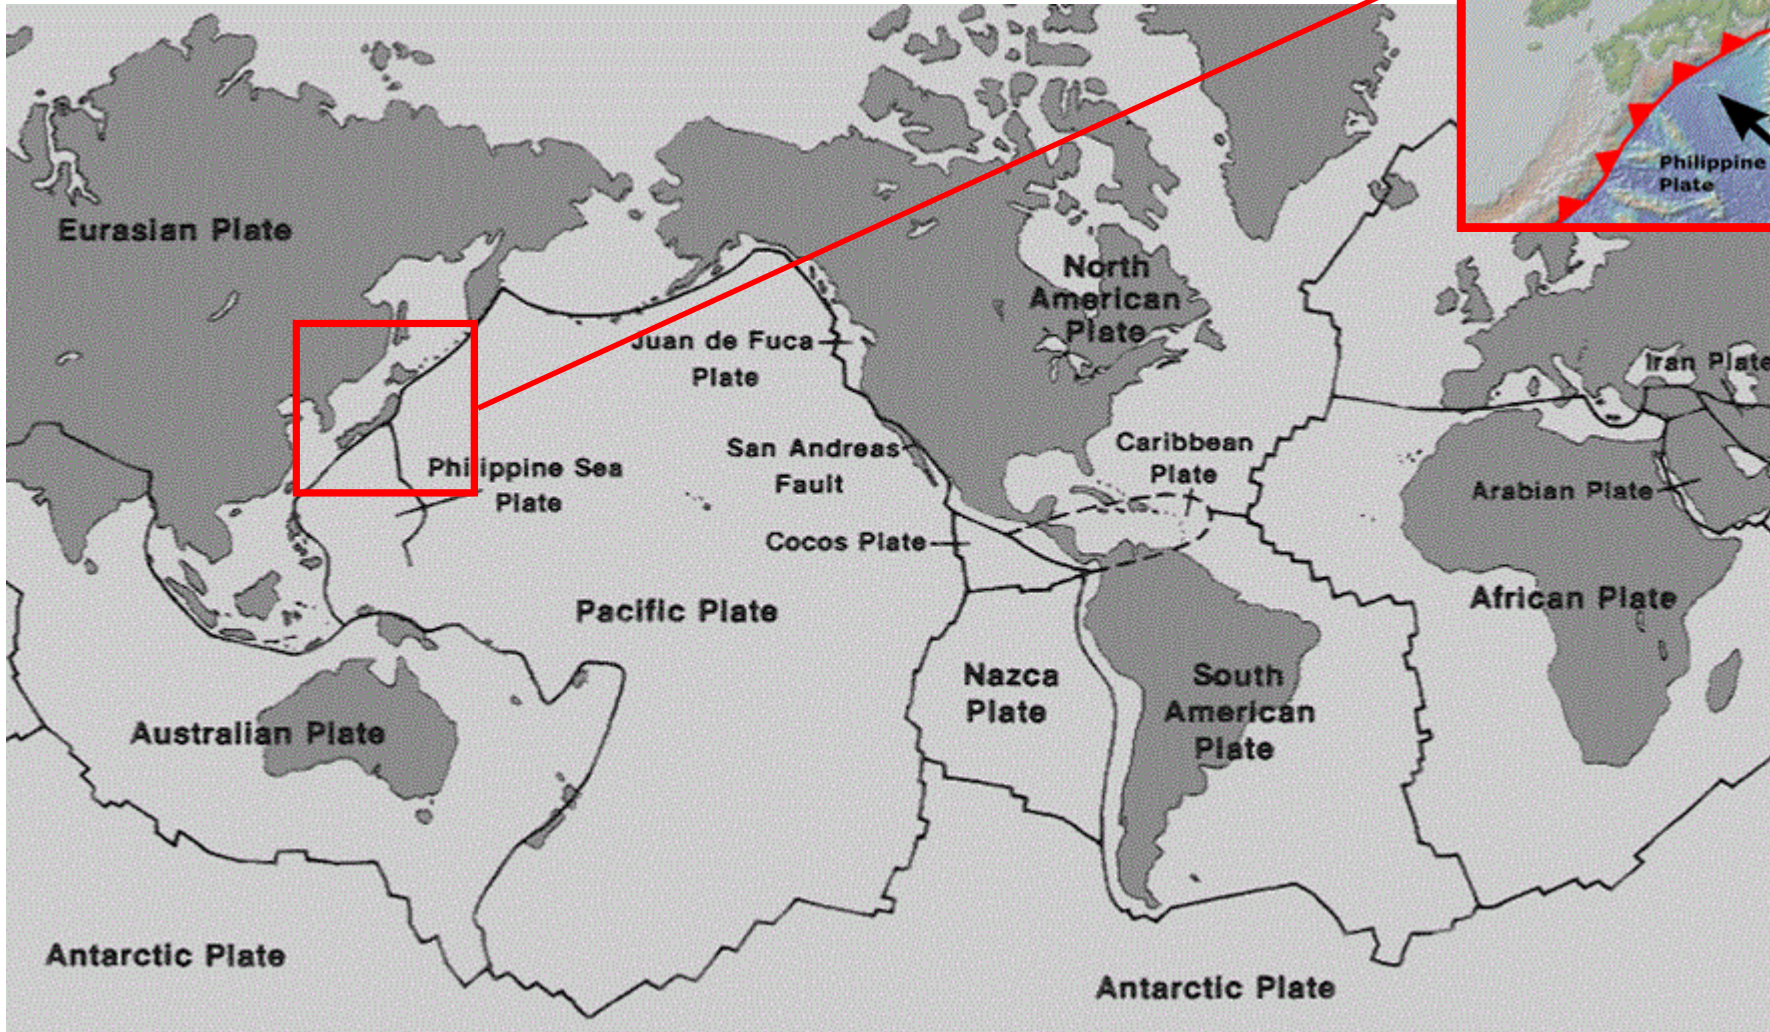 Philippine
Plate
Eurasian Plate
North
American
Plate
Juan de Fuca
Plate
Iran Plate
San Andreas
Fault
Caribbean
Plate
Philippine Sea
Plate
Arabian Plate
Cocos Plate
Pacific Plate
African Plate
Nazca
Plate
South
American
Plate
Australian Plate
Antarctic Plate
Antarctic Plate